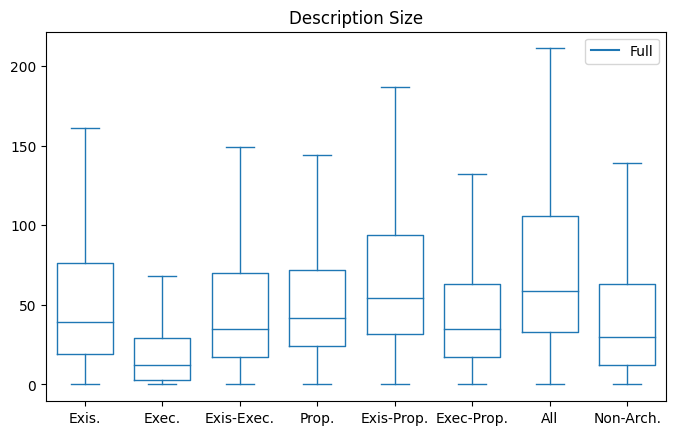 Description Size
Full
200
150
100
50
0
Exis. Exec. Exis-Exec. Prop. Exis-Prop. Exec-Prop. All Non-Arch.